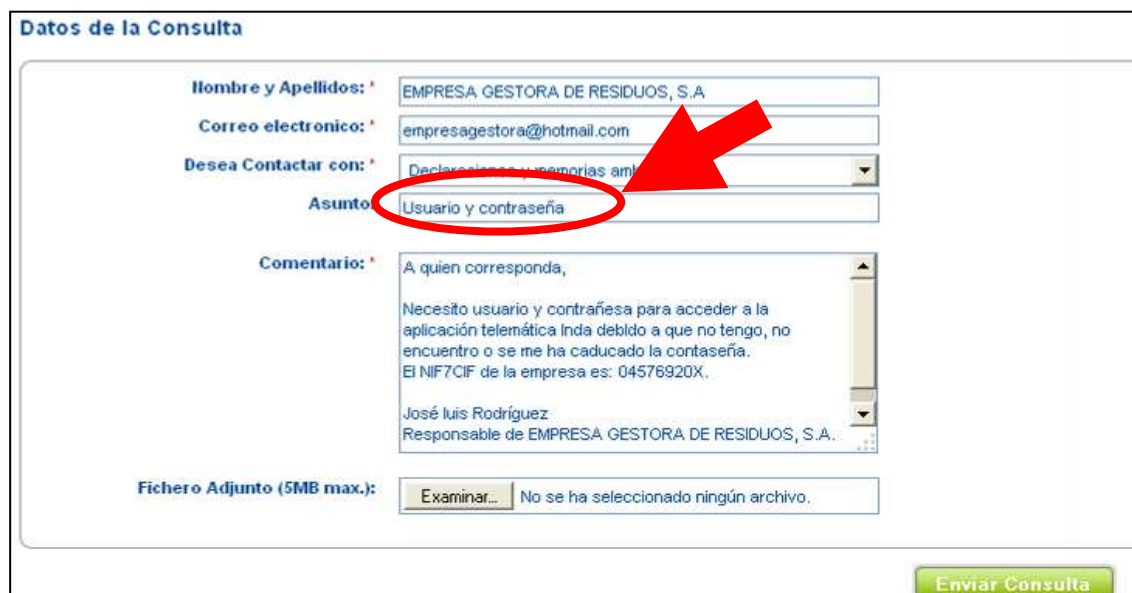 Datos de la Consulta
Nombre y Apellidos: *
EMPRESA GESTORA DE RESIDUOS, S.A
Correo electronico: *
empresagestora@hotmail.com
Desea Contactar con: *
Declaraciones y memorias
Asunto
Usuario y contraseña
Comentario: *
A quien corresponda,
Necesito usuario y contrañesa para acceder a la
aplicación telemática Inda debido a que no tengo, no
encuentro o se me ha caducado la contaseña.
El NIF7CIF de la empresa es: 04576920X.
José luis Rodríguez
Responsable de EMPRESA GESTORA DE RESIDUOS, S.A.
Fichero Adjunto (5MB max.):
Examinar... No se ha seleccionado ningún archivo.
Enviar Consulta